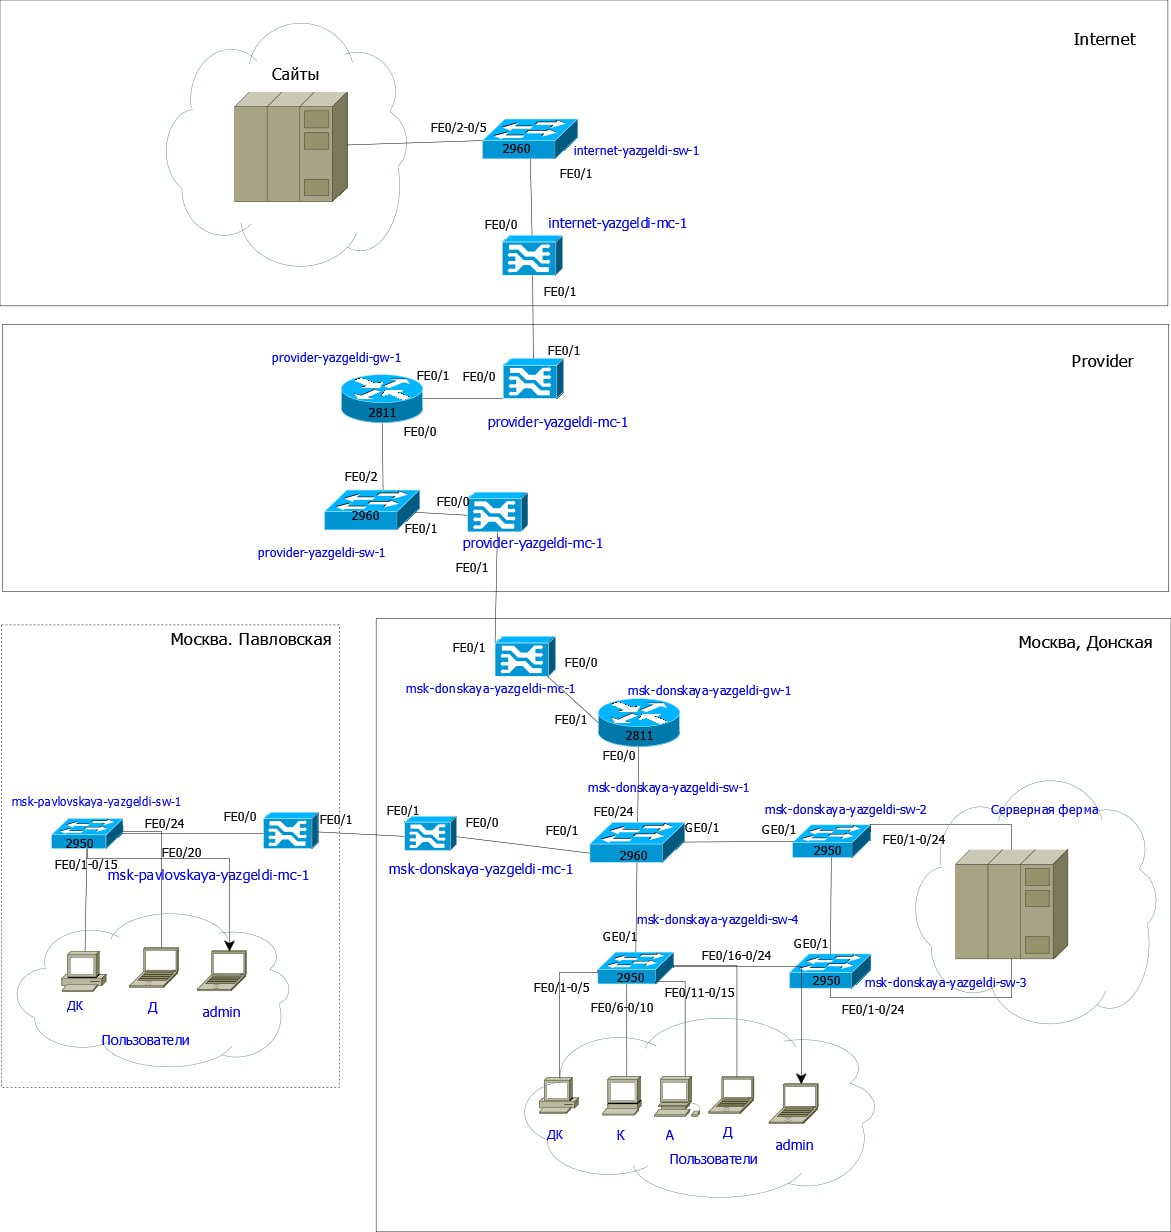 Internet
Сайты
FE0/2-0/5
2960
internet-yazgeldi-sw-1
FE0/1
FE0/0
internet-yazgeldi-mc-1
FE0/1
Provider
provider-yazgeldi-gw-1
FE0/1
FE0/1
FE0/0
2811
provider-yazgeldi-mc-1
FE0/0
FE0/2
2960
FE0/0
FE0/1
provider-yazgeldi-sw-1
provider-yazgeldi-mc-1
FE0/1
Москва. Павловская
Москва, Донская
FE0/1
FE0/0
msk-donskaya-yazgeldi-mc-1
msk-donskaya-yazgeldi-gw-1
FE0/1
2811
FE0/0
msk-donskaya-yazgeldi-sw-1
msk-pavlovskaya-yazgeldi-sw-1
FE0/24
2950
FE0/1-0/15
FE0/20
msk-pavlovskaya-yazgeldi-mc-1
FE0/0
FE0/1
FE0/1
FE0/0
msk-donskaya-yazgeldi-mc-1
FE0/24
FE0/1
2960
GE0/1
msk-donskaya-yazgeldi-sw-2
GE0/1
2950
FE0/1-0/24
Серверная ферма
msk-donskaya-yazgeldi-sw-4
GE0/1
2950
FE0/16-0/24
GE0/1
2950
msk-donskaya-yazgeldi-sw-3
FE0/1-0/24
FE0/1-0/5
FE0/6-0/10
FE0/11-0/15
ДК
Д
admin
Пользователи
ДК
К
А
Д
admin
Пользователи